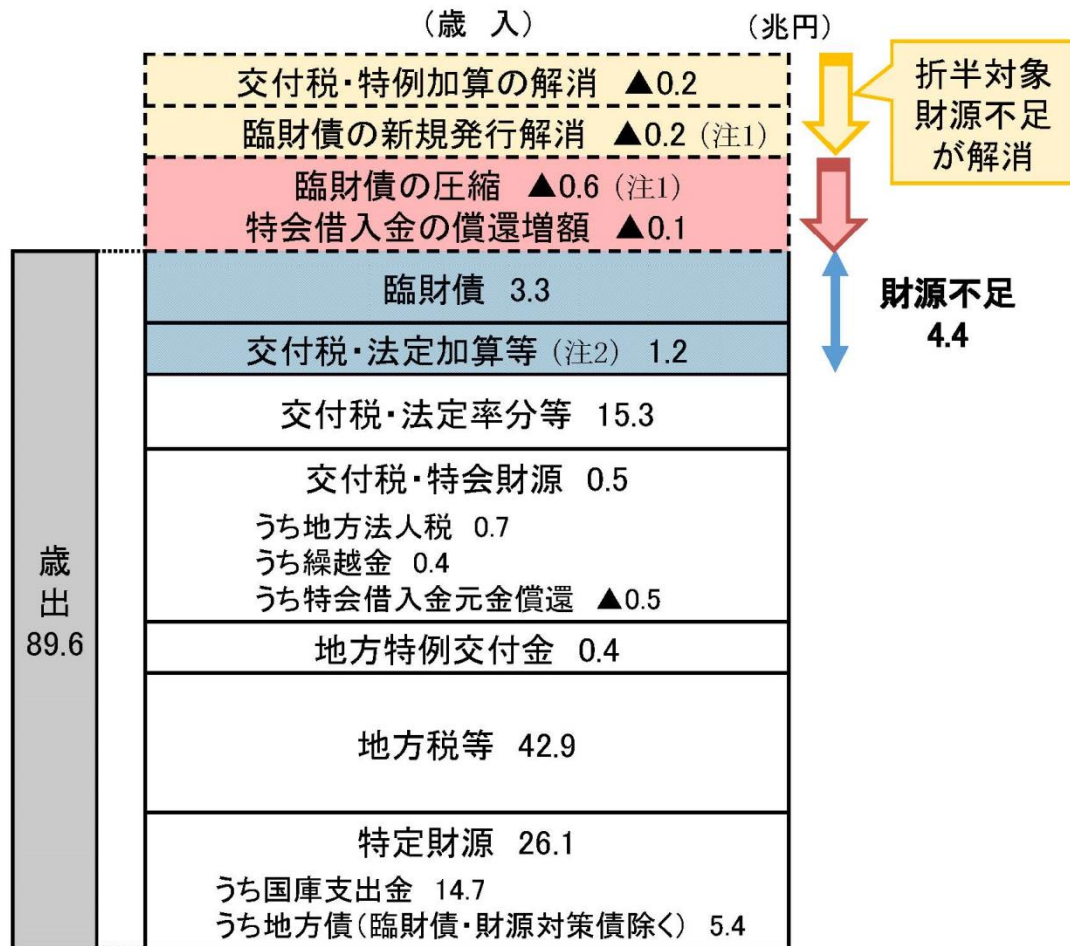 (歳 入)
(兆円)
交付税・特例加算の解消 ▲0.2
臨財債の新規発行解消 ▲0.2 (注1)
折半対象
財源不足
が解消
臨財債の圧縮 ▲0.6 (注1)
特会借入金の償還増額 ▲0.1
臨財債 3.3
交付税・法定加算等 (注2) 1.2
財源不足
4.4
交付税・法定率分等 15.3
交付税・特会財源 0.5
うち地方法人税 0.7
うち繰越金 0.4
うち特会借入金元金償還 ▲0.5
歳
出
89.6
地方特例交付金 0.4
地方税等 42.9
特定財源 26.1
うち国庫支出金 14.7
うち地方債(臨財債・財源対策債除く) 5.4